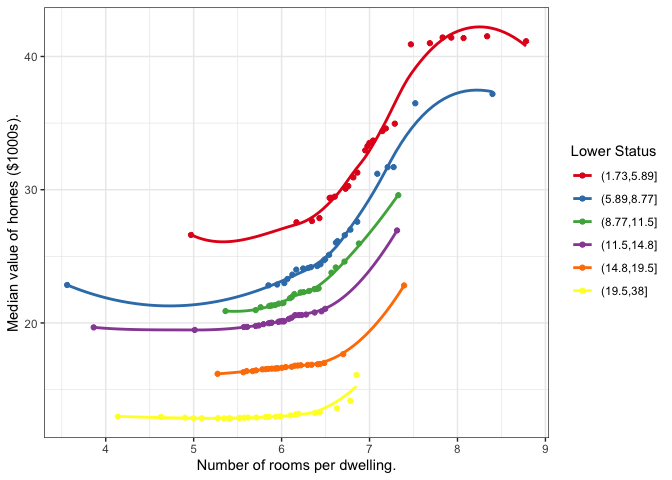 40
30
20
Median value of homes ($1000s).
4 5 6 7 8 9
Number of rooms per dwelling.
Lower Status
(1.73,5.89]
(5.89,8.77]
(8.77,11.5]
(11.5,14.8]
(14.8,19.5]
(19.5,38]